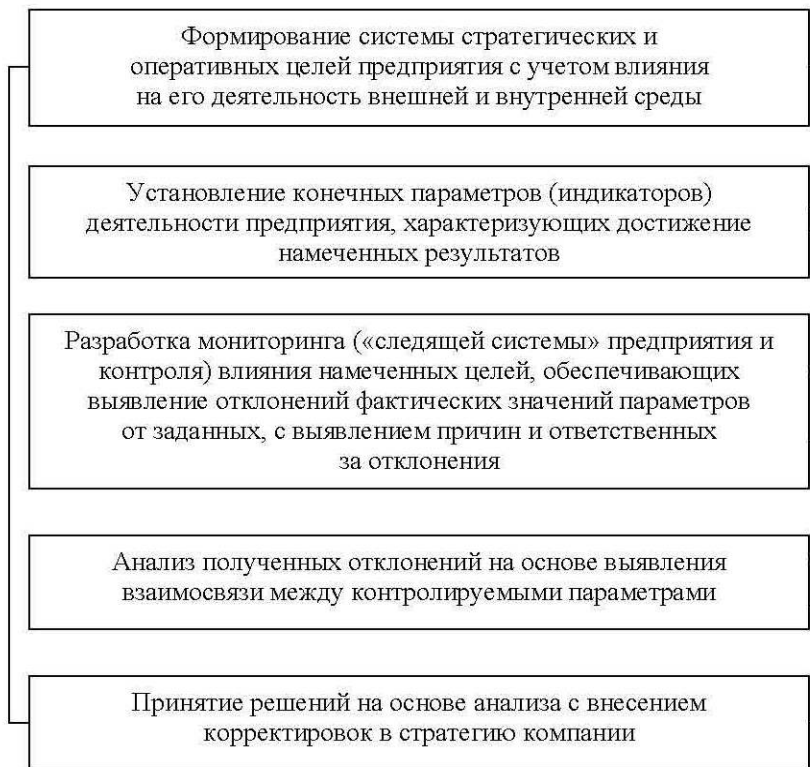 Формирование системы стратегических и
оперативных целей предприятия с учетом влияния
на его деятельность внешней и внутренней среды
Установление конечных параметров (индикаторов)
деятельности предприятия, характеризующих достижение
намеченных результатов
Разработка мониторинга («следящей системы» предприятия и
контроля) влияния намеченных целей, обеспечивающих
выявление отклонений фактических значений параметров
от заданных, с выявлением причин и ответственных
за отклонения
Анализ полученных отклонений на основе выявления
взаимосвязи между контролируемыми параметрами
Принятие решений на основе анализа с внесением
корректировок в стратегию компании